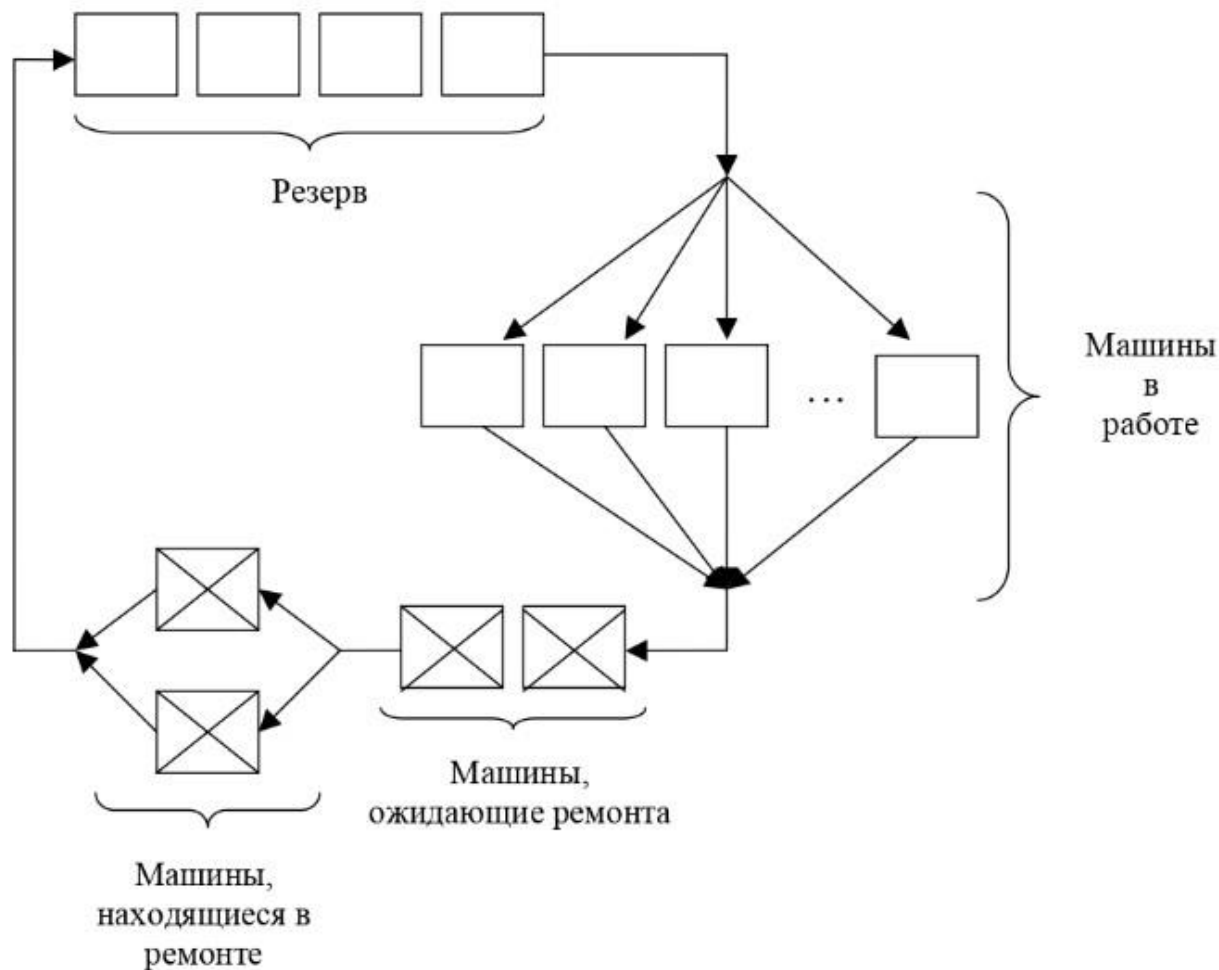 Резерв
Машины
в
работе
...
Машины,
ожидающие ремонта
Машины,
находящиеся в
ремонте